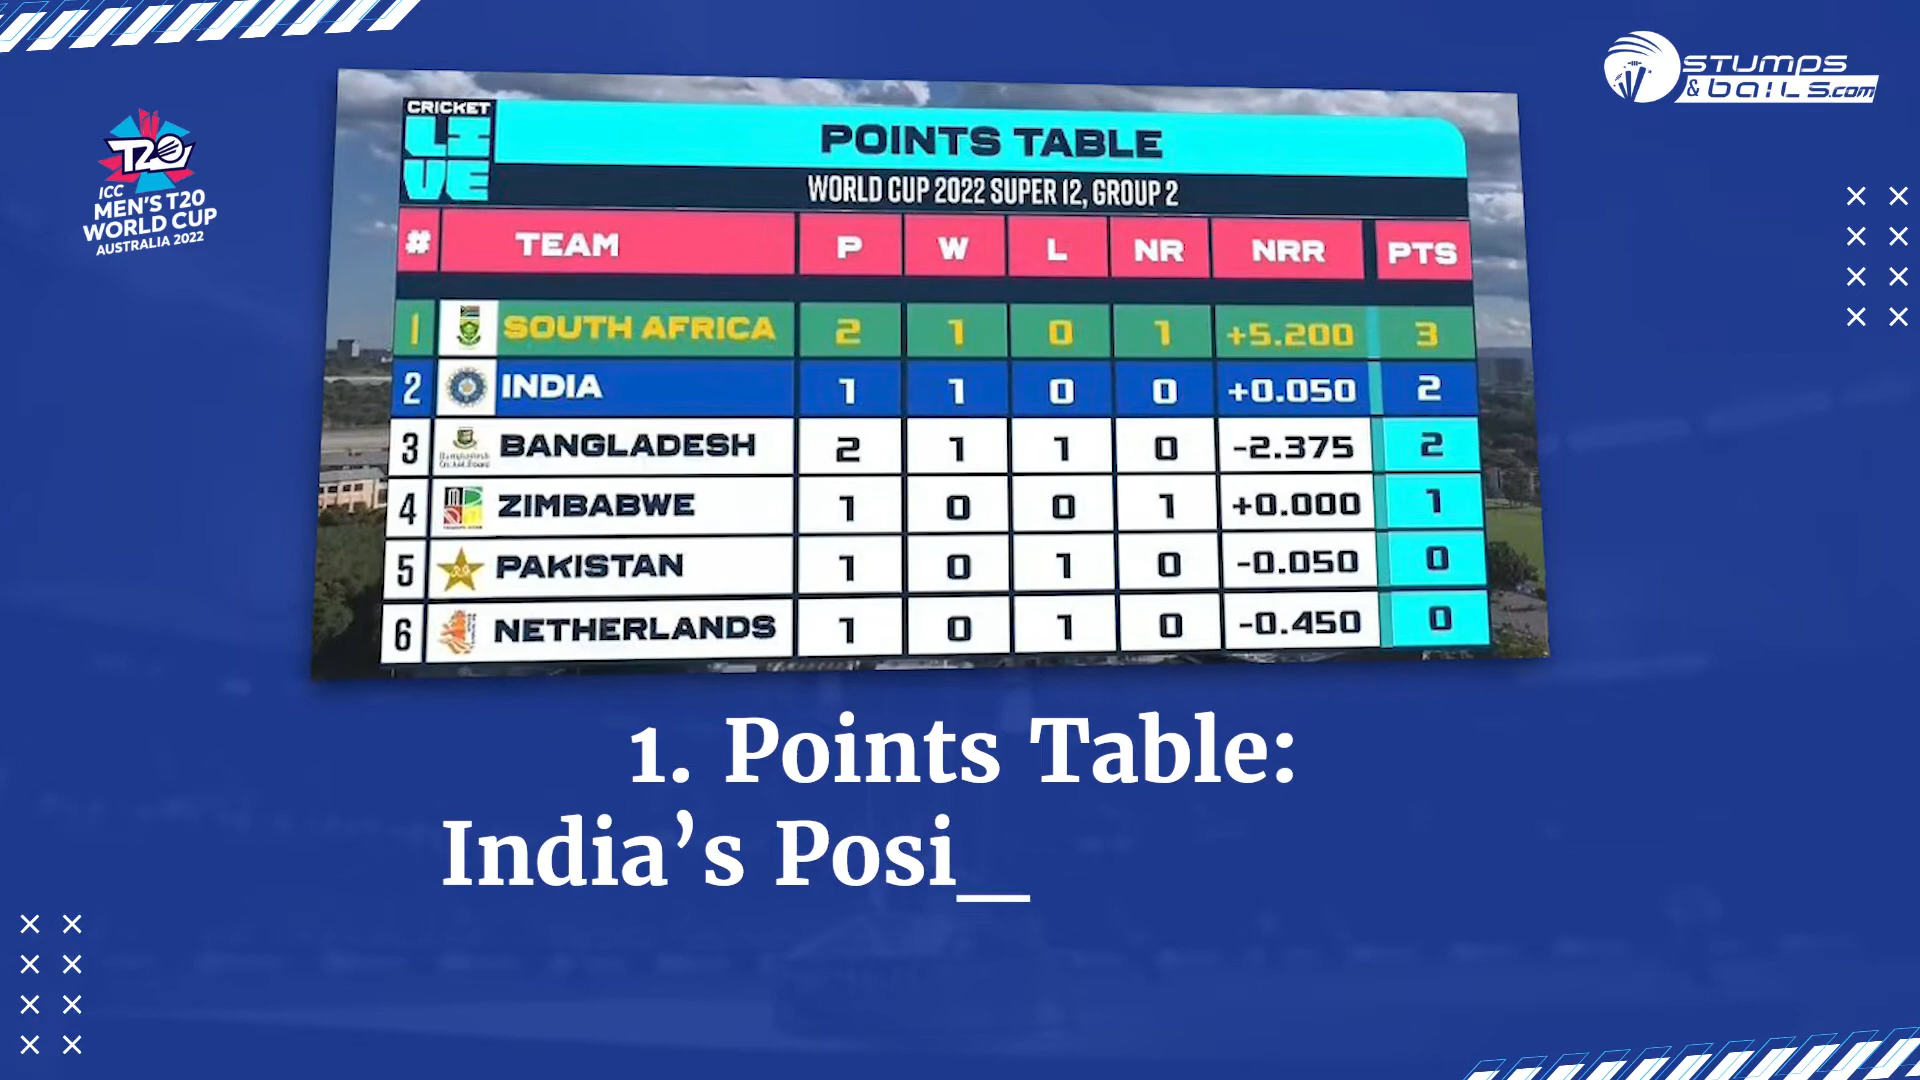 STUMPS
& BAILS.com
T20
ICC
MEN'S T20
WORLD CUP
AUSTRALIA 2022
CRICKET
LIVE
POINTS TABLE
WORLD CUP 2022 SUPER 12, GROUP 2
# TEAM P W L NR NRR PTS
1 SOUTH AFRICA 2 1 0 1 +5.200 3
2 INDIA 1 1 0 0 +0.050 2
3 BANGLADESH 2 1 1 0 -2.375 2
4 ZIMBABWE 1 0 0 1 +0.000 1
5 PAKISTAN 1 0 1 0 -0.050 0
6 NETHERLANDS 1 0 1 0 -0.450 0
1. Points Table:
India’s Posi_